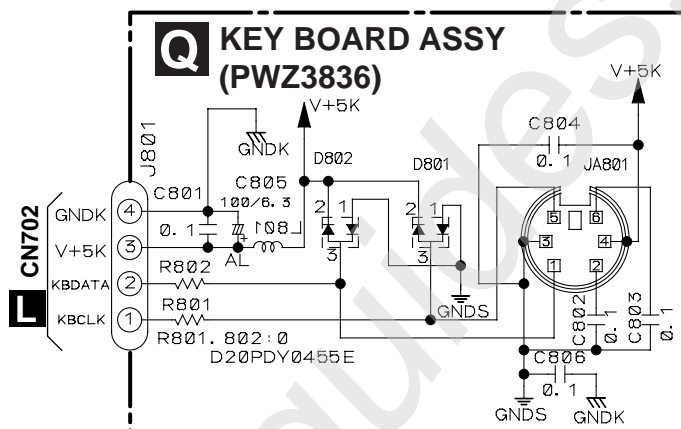 Q KEY BOARD ASSY
(PWZ3836)
V+5K
V+5K
C804
0.1
GNDK
J801
D802
D801
JA801
C801
C805
100/6.3
L801
GNDK 4
0.1
2 1
2 1
5 6
3 4
V+5K 3
AL
3
3
1 2
CN702
L
KBDATA 2
R802
KBCLK 1
R801
GNDS
C802
0.1
C803
0.1
R801.802:0
D20PDY0455E
C806
0.1
GNDS
GNDK
guides.